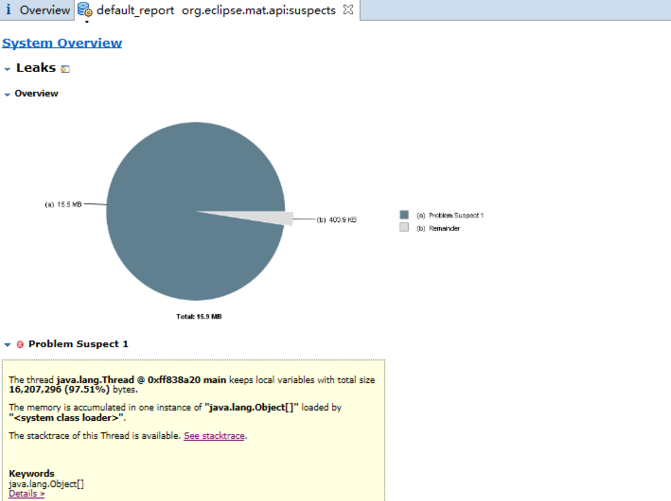 i Overview default_report org.eclipse.mat.api:suspects
System Overview
Leaks
Overview
(a) 15.5 MB
(b) 403.9 KB
(a) Problem Suspect 1
(b) Remainder
Total: 15.9 MB
Problem Suspect 1
The thread java.lang.Thread @ 0xff838a20 main keeps local variables with total size
16,207,296 (97.51%) bytes.
The memory is accumulated in one instance of "java.lang.Object[]" loaded by
"<system class loader>".
The stacktrace of this Thread is available. See stacktrace.
Keywords
java.lang.Object[]
Details »